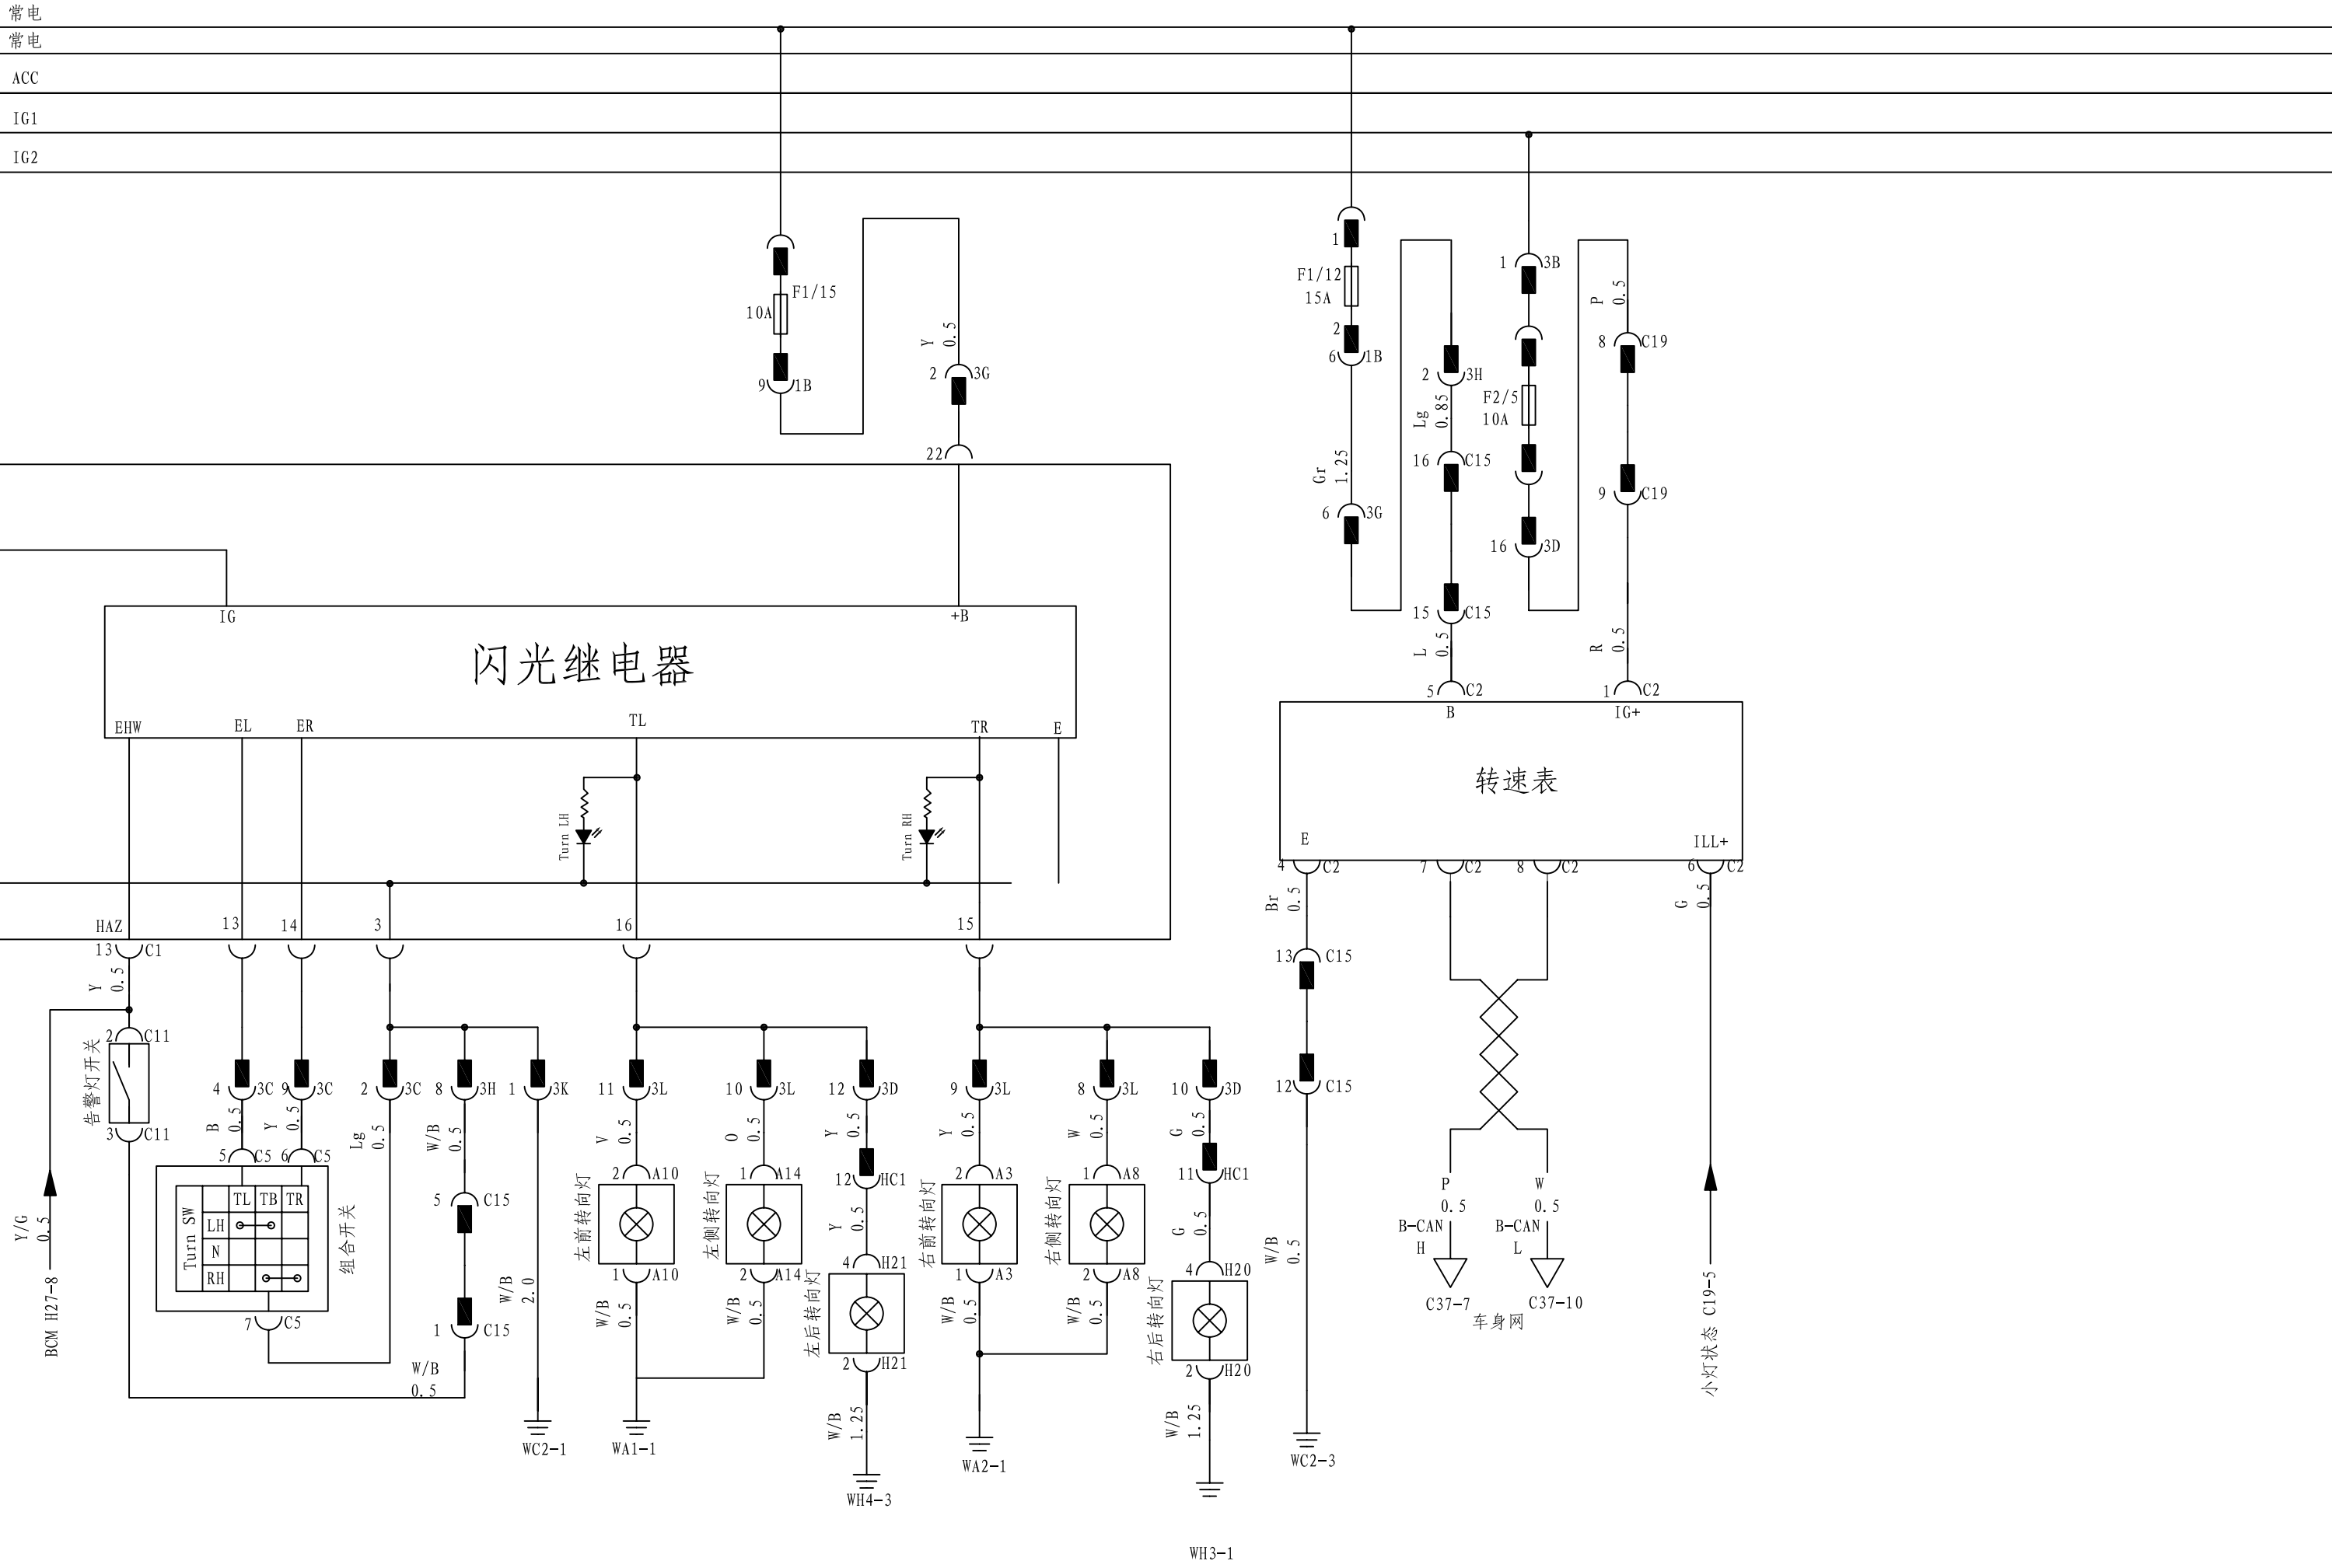 常电
常电
ACC
IG1
IG2
F1/15
10A
9 1B
Y 0.5
2 3G
22
1
F1/12
15A
2
6 1B
Gr 1.25
6 3G
2 3H
Lg 0.85
16 C15
15 C15
L 0.5
5 C2
1 3B
F2/5
10A
16 3D
P 0.5
8 C19
9 C19
R 0.5
1 C2
IG
+B
闪光继电器
EHW
EL
ER
TL
TR
E
Turn LH
Turn RH
HAZ
13
14
3
16
15
B
IG+
转速表
E
ILL+
4 C2
7 C2
8 C2
6 C2
13 C1
Y 0.5
2 C11
告警灯开关
3 C11
Y/G 0.5
BCM H27-8
4 3C
9 3C
2 3C
8 3H
1 3K
B 0.5
Y 0.5
Lg 0.5
W/B 0.5
5 C5
6 C5
Turn SW
TL TB TR
LH
N
RH
组合开关
7 C5
5 C15
1 C15
W/B
0.5
W/B 2.0
WC2-1
11 3L
V 0.5
2 A10
左前转向灯
1 A10
W/B 0.5
WA1-1
10 3L
O 0.5
1 A14
左侧转向灯
2 A14
W/B 0.5
12 3D
Y 0.5
12 HC1
Y 0.5
4 H21
左后转向灯
2 H21
W/B 1.25
WH4-3
9 3L
Y 0.5
2 A3
右前转向灯
1 A3
W/B 0.5
WA2-1
8 3L
W 0.5
1 A8
右侧转向灯
2 A8
W/B 0.5
10 3D
G 0.5
11 HC1
G 0.5
4 H20
右后转向灯
2 H20
W/B 1.25
WH3-1
Br 0.5
13 C15
12 C15
W/B 0.5
WC2-3
P
0.5
B-CAN
H
C37-7
W
0.5
B-CAN
L
C37-10
车身网
G 0.5
小灯状态 C19-5